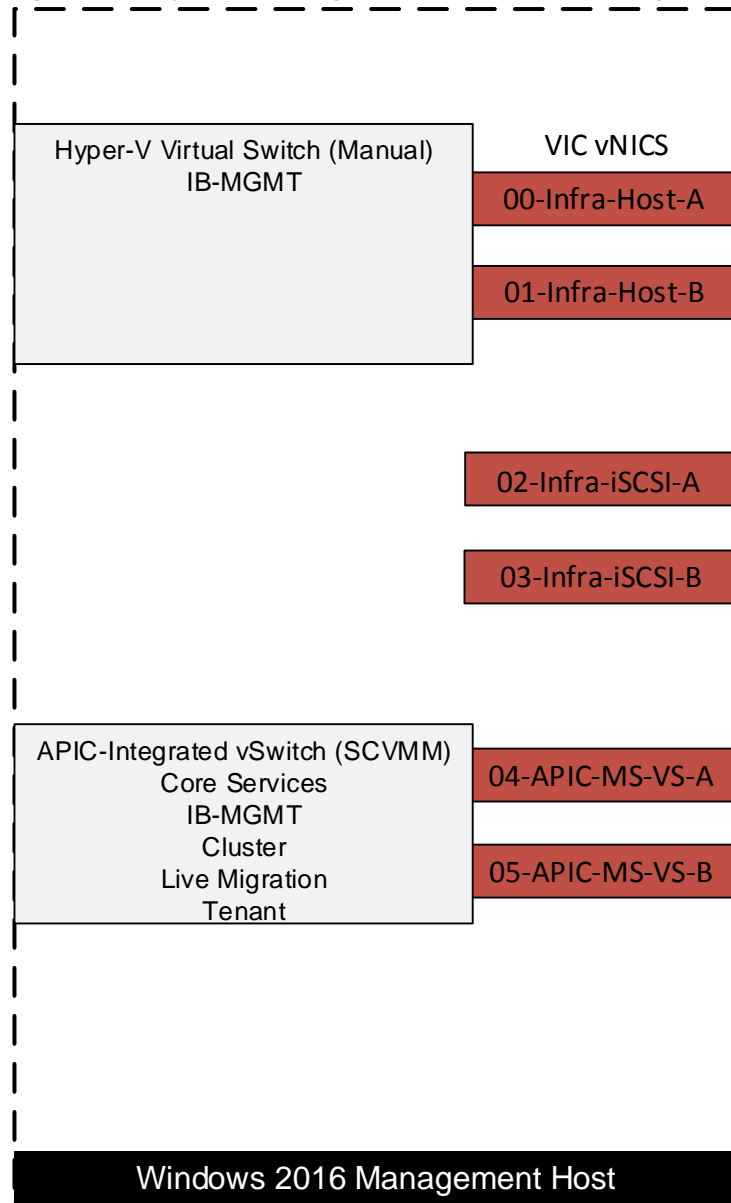 Hyper-V Virtual Switch (Manual)
IB-MGMT
VIC vNICS
00-Infra-Host-A
01-Infra-Host-B
02-Infra-iSCSI-A
03-Infra-iSCSI-B
APIC-Integrated vSwitch (SCVMM)
Core Services
IB-MGMT
Cluster
Live Migration
Tenant
04-APIC-MS-VS-A
05-APIC-MS-VS-B
Windows 2016 Management Host